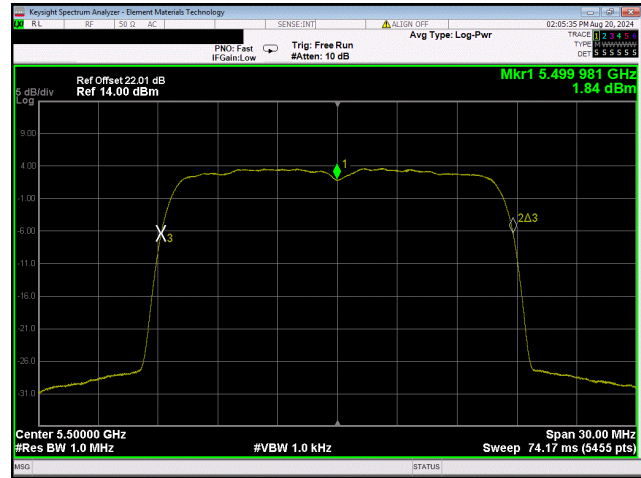 Keysight Spectrum Analyzer - Element Materials Technology
LXI RL RF 50 Ω AC SENSE:INT ALIGN OFF 02:05:35 PM Aug 20, 2024
Avg Type: Log-Pwr TRACE 1 2 3 4 5 6
PNO: Fast Trig: Free Run TYPE M WWWWW
IFGain:Low #Atten: 10 dB DET S S S S S S
Mkr1 5.499 981 GHz
1.84 dBm
Ref Offset 22.01 dB
5 dB/div Ref 14.00 dBm
Log
9.00
4.00
1
-1.00
2Δ3
-6.00
3
-11.0
-16.0
-21.0
-26.0
-31.0
Center 5.50000 GHz Span 30.00 MHz
#Res BW 1.0 MHz #VBW 1.0 kHz Sweep 74.17 ms (5455 pts)
MSG STATUS